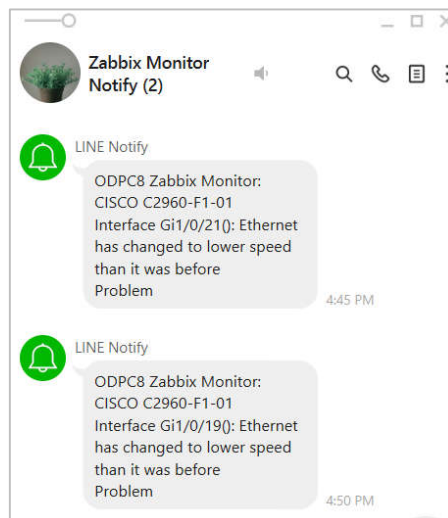 Zabbix Monitor
Notify (2)
LINE Notify
ODPC8 Zabbix Monitor:
CISCO C2960-F1-01
Interface Gi1/0/21(): Ethernet
has changed to lower speed
than it was before
Problem
4:45 PM
LINE Notify
ODPC8 Zabbix Monitor:
CISCO C2960-F1-01
Interface Gi1/0/19(): Ethernet
has changed to lower speed
than it was before
Problem
4:50 PM